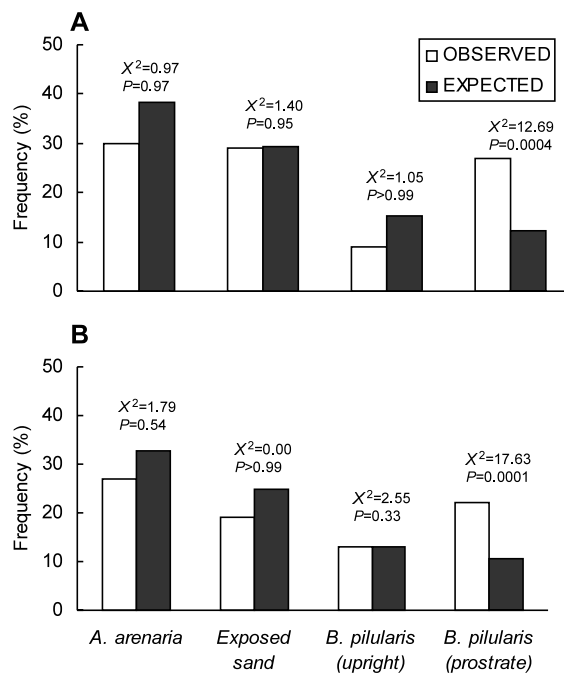 A
50
40
30
20
10
0
Frequency (%)
OBSERVED
EXPECTED
X²=0.97
P=0.97
X²=1.40
P=0.95
X²=1.05
P>0.99
X²=12.69
P=0.0004
B
50
40
30
20
10
0
Frequency (%)
X²=1.79
P=0.54
X²=0.00
P>0.99
X²=2.55
P=0.33
X²=17.63
P=0.0001
A. arenaria
Exposed
sand
B. pilularis
(upright)
B. pilularis
(prostrate)